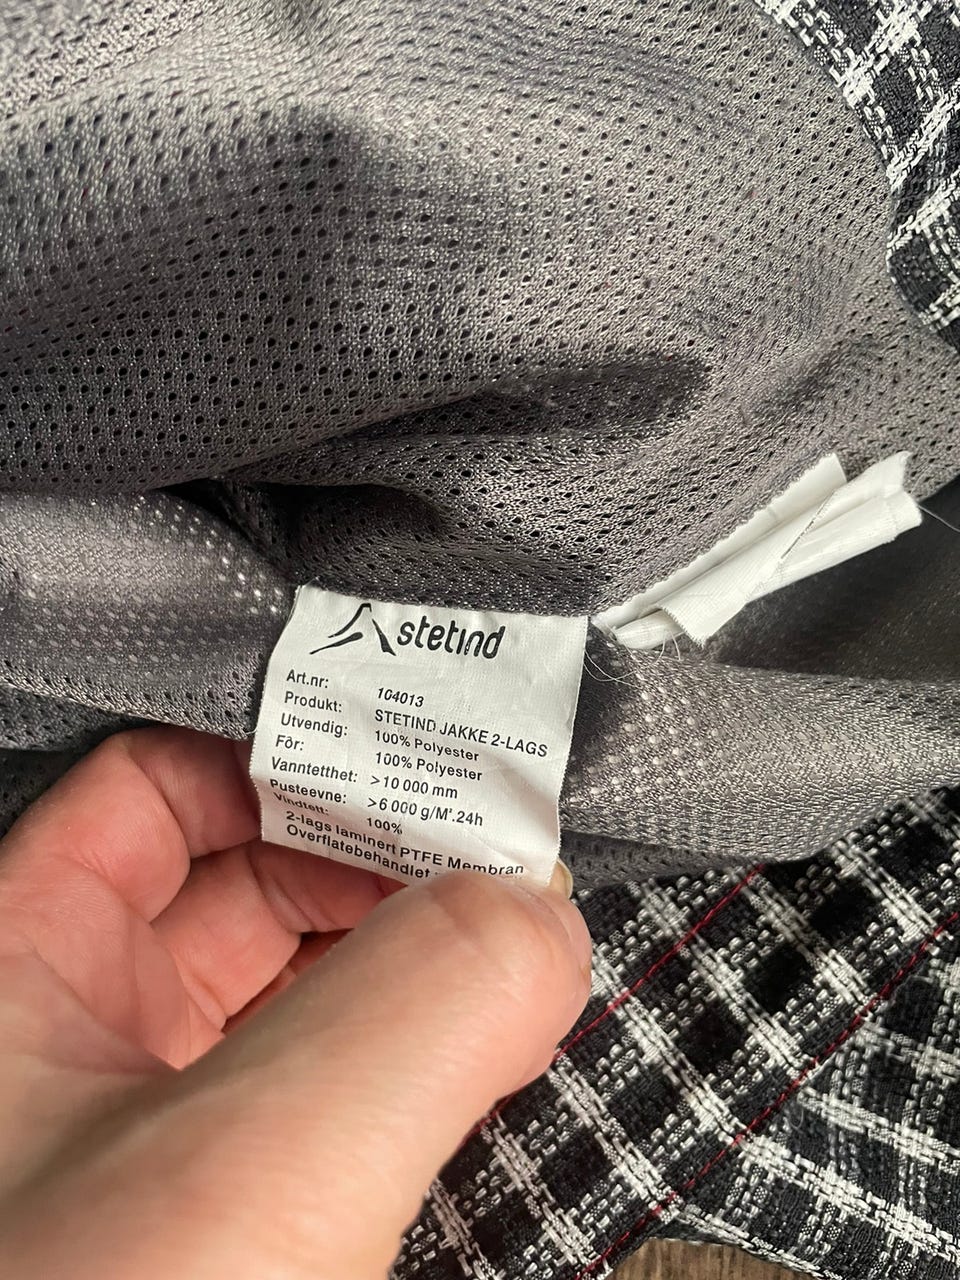 stetind
Art.nr: 104013
Produkt: STETIND JAKKE 2-LAGS
Utvendig: 100% Polyester
Fôr: 100% Polyester
Vanntetthet: >10 000 mm
Pusteevne: >6 000 g/M².24h
Vindtett: 100%
2-lags laminert PTFE Membran
Overflatebehandlet